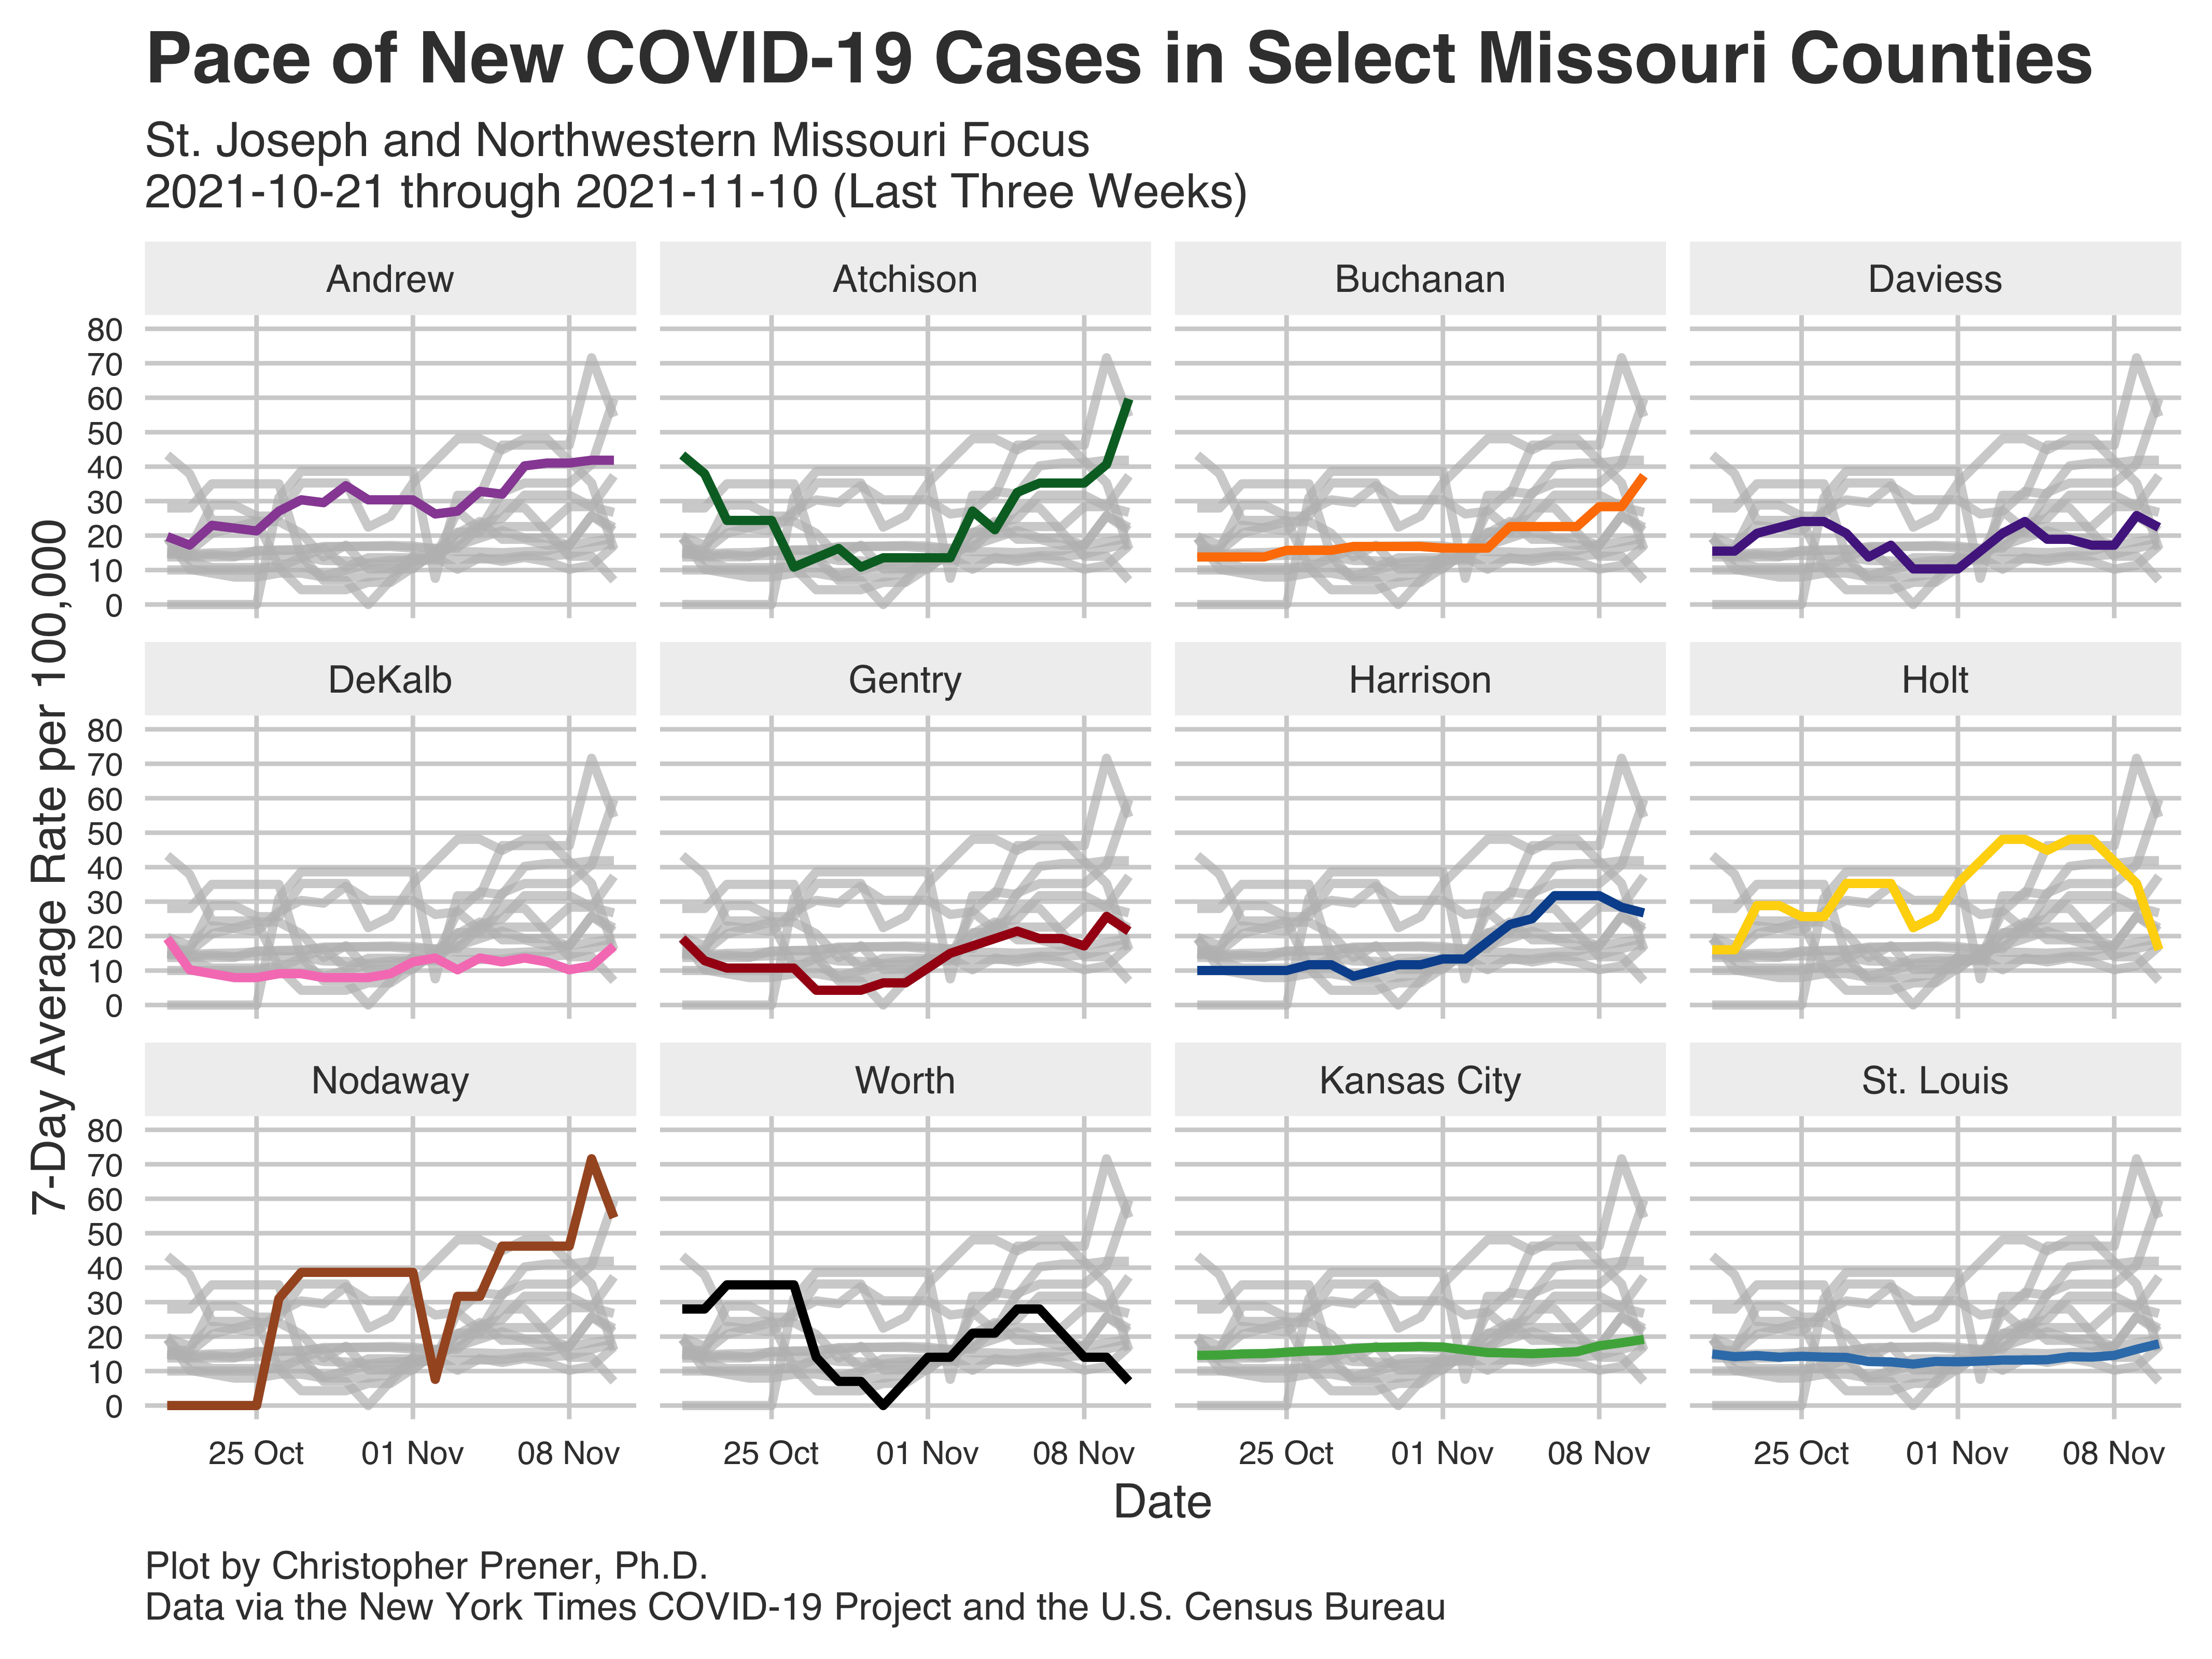 Pace of New COVID-19 Cases in Select Missouri Counties
St. Joseph and Northwestern Missouri Focus
2021-10-21 through 2021-11-10 (Last Three Weeks)
7-Day Average Rate per 100,000
Andrew
Atchison
Buchanan
Daviess
80
70
60
50
40
30
20
10
0
DeKalb
Gentry
Harrison
Holt
80
70
60
50
40
30
20
10
0
Nodaway
Worth
Kansas City
St. Louis
80
70
60
50
40
30
20
10
0
25 Oct 01 Nov 08 Nov
25 Oct 01 Nov 08 Nov
25 Oct 01 Nov 08 Nov
25 Oct 01 Nov 08 Nov
Date
Plot by Christopher Prener, Ph.D.
Data via the New York Times COVID-19 Project and the U.S. Census Bureau